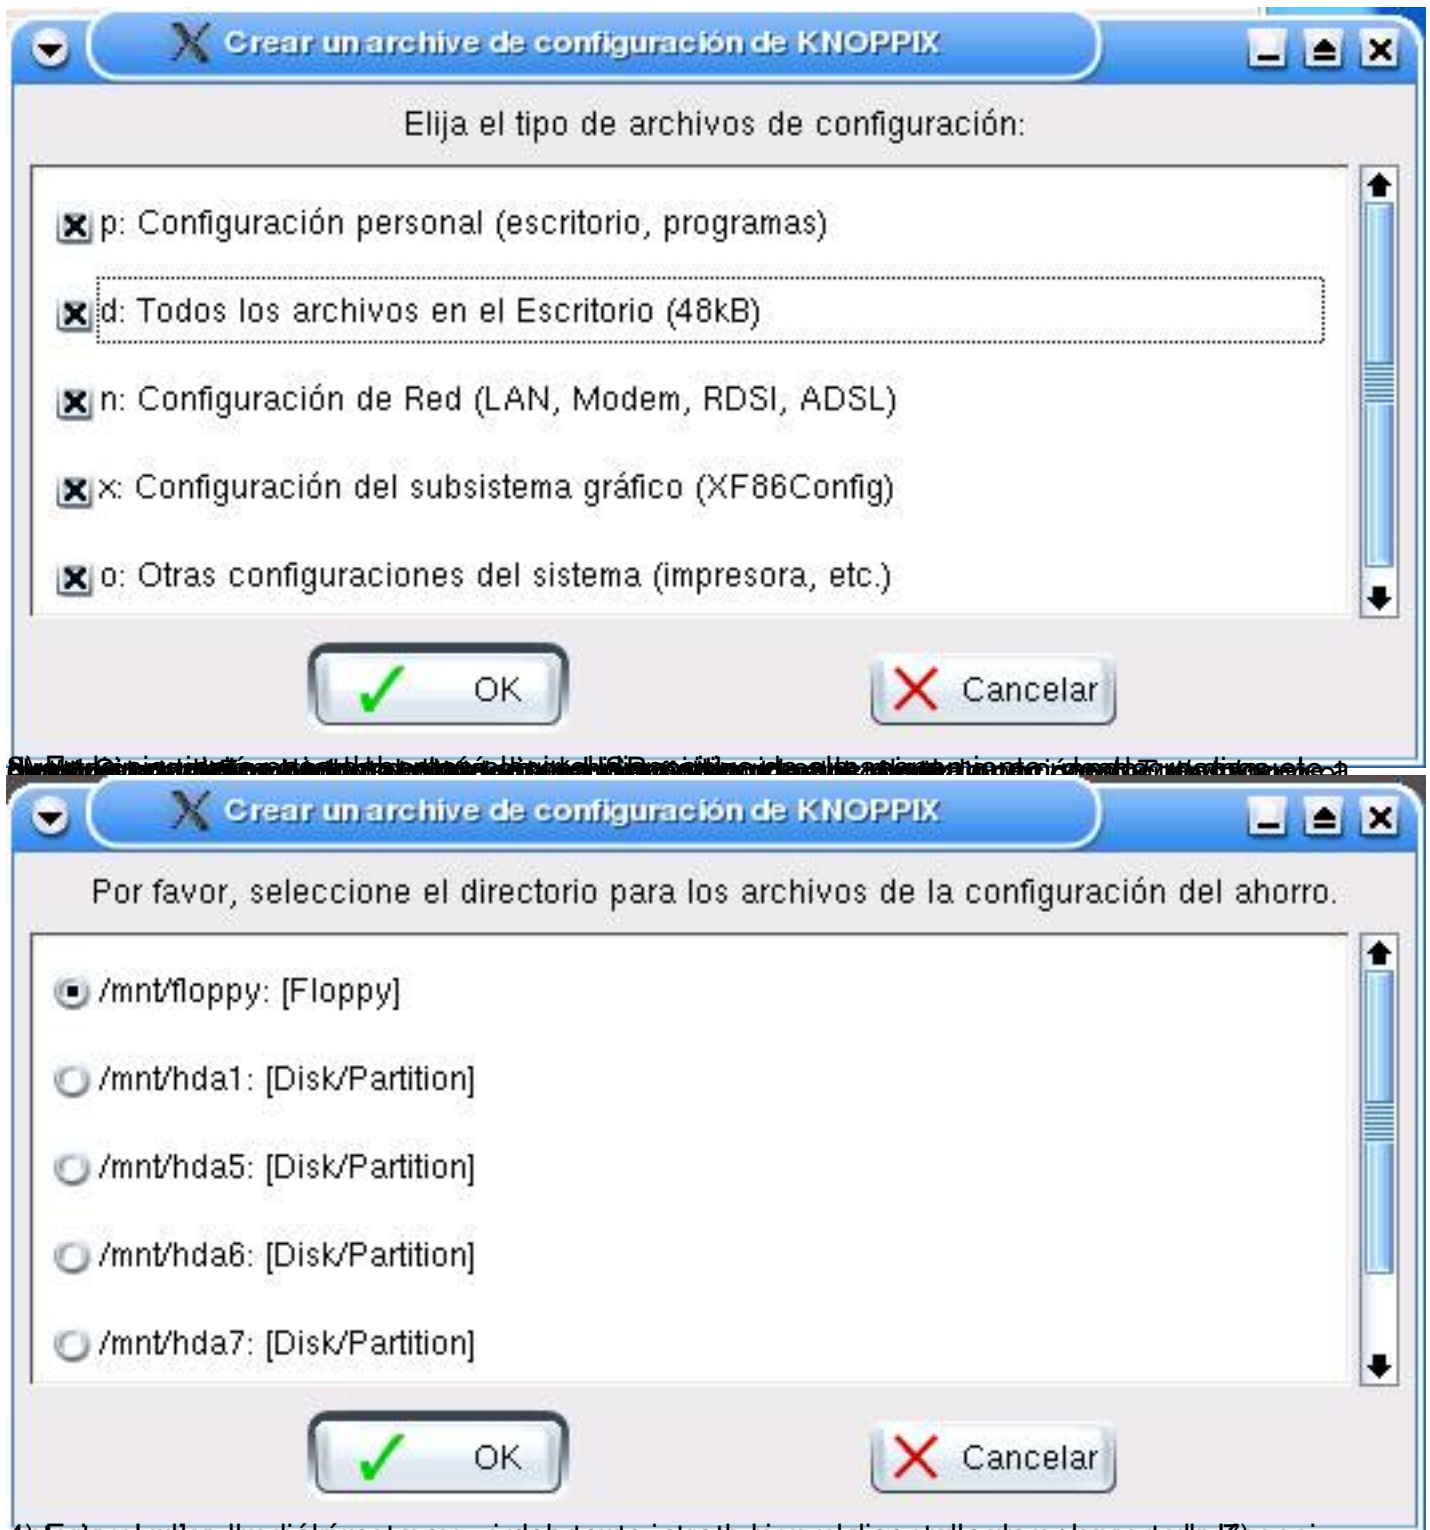 Crear un archive de configuración de KNOPPIX
Elija el tipo de archivos de configuración:
p: Configuración personal (escritorio, programas)
d: Todos los archivos en el Escritorio (48kB)
n: Configuración de Red (LAN, Modem, RDSI, ADSL)
x: Configuración del subsistema gráfico (XF86Config)
o: Otras configuraciones del sistema (impresora, etc.)
OK Cancelar
Crear un archive de configuración de KNOPPIX
Por favor, seleccione el directorio para los archivos de la configuración del ahorro.
/mnt/floppy: [Floppy]
/mnt/hda1: [Disk/Partition]
/mnt/hda5: [Disk/Partition]
/mnt/hda6: [Disk/Partition]
/mnt/hda7: [Disk/Partition]
OK Cancelar